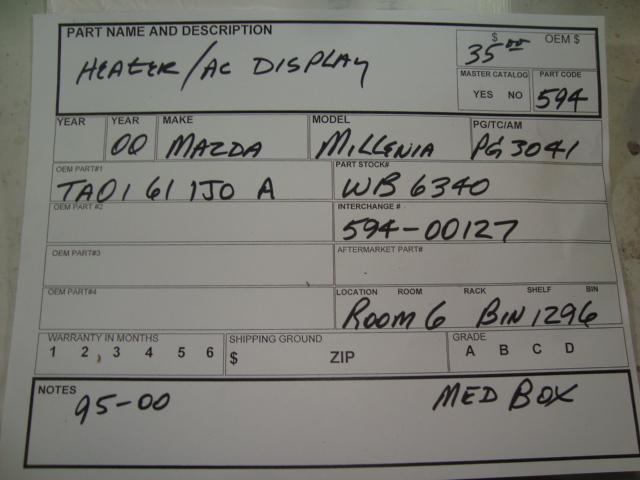 PART NAME AND DESCRIPTION
$ OEM $
HEATER/AC DISPLAY
35.00
MASTER CATALOG PART CODE
YES NO 594
YEAR YEAR MAKE MODEL PG/TC/AM
00 MAZDA MILLENIA PG3041
OEM PART#1 PART STOCK#
TA01 61 1J0 A WB6340
OEM PART #2 INTERCHANGE #
594-00127
OEM PART#3 AFTERMARKET PART#
OEM PART#4 LOCATION ROOM RACK SHELF BIN
ROOM 6 BIN 1296
WARRANTY IN MONTHS SHIPPING GROUND GRADE
1 2 3 4 5 6 $ ZIP A B C D
NOTES
95-00 MED BOX